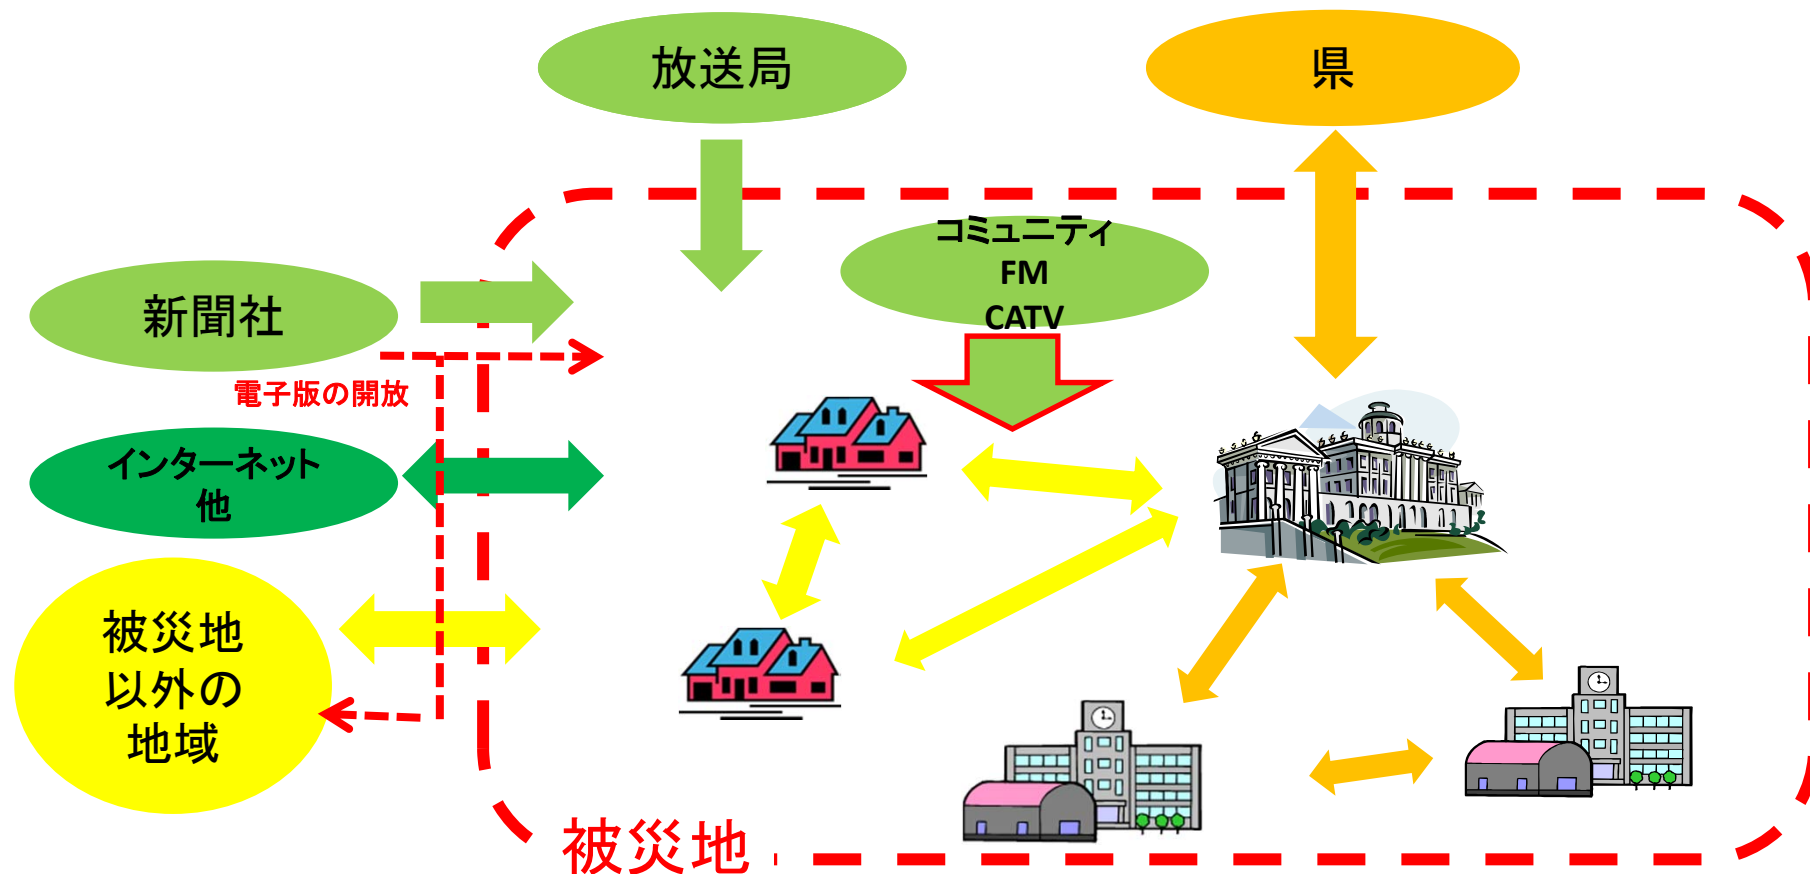 放送局
県
コミュニティ
FM
CATV
新聞社
電子版の開放
インターネット
他
被災地
以外の
地域
被災地